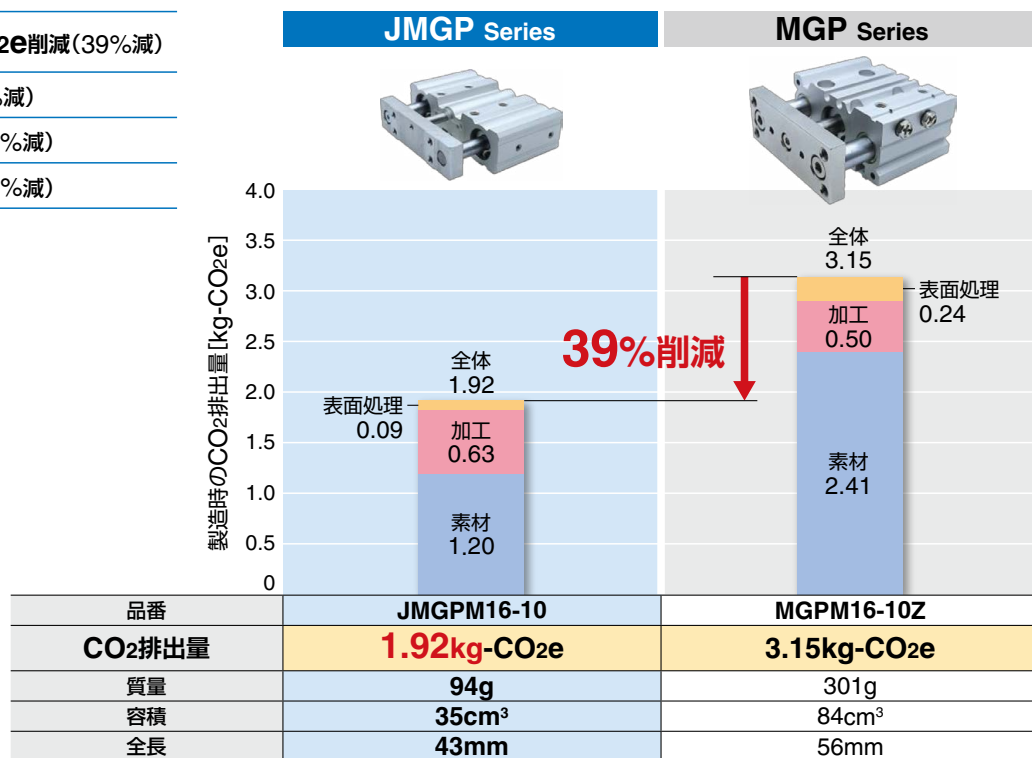 2e削減（39%減）
減）
%減）
%減）
JMGP Series
MGP Series
製造時のCO2排出量[kg-CO2e]
4.0
3.5
3.0
2.5
2.0
1.5
1.0
0.5
0
全体
1.92
表面処理
0.09
加工
0.63
素材
1.20
39%削減
全体
3.15
表面処理
0.24
加工
0.50
素材
2.41
品番 JMGPM16-10 MGPM16-10Z
CO2排出量 1.92kg-CO2e 3.15kg-CO2e
質量 94g 301g
容積 35cm³ 84cm³
全長 43mm 56mm